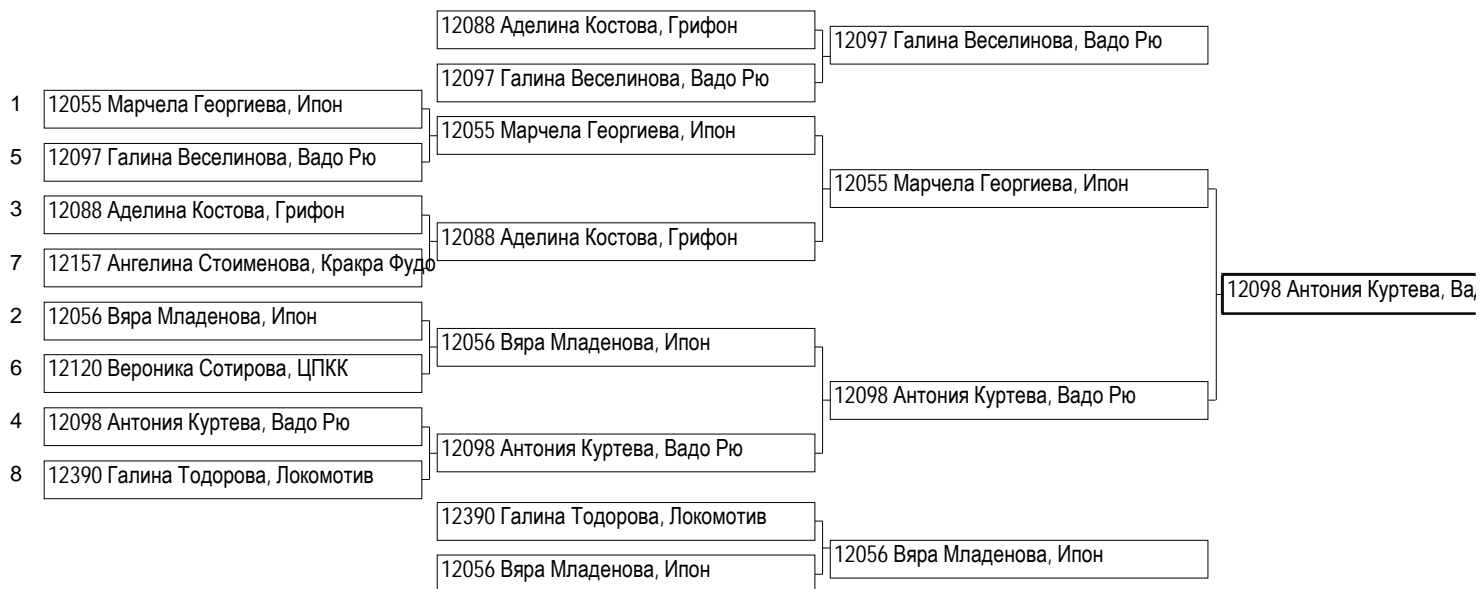 12088 Аделина Костова, Грифон
12097 Галина Веселинова, Вадо Рю
12097 Галина Веселинова, Вадо Рю
1 12055 Марчела Георгиева, Ипон
12055 Марчела Георгиева, Ипон
5 12097 Галина Веселинова, Вадо Рю
12055 Марчела Георгиева, Ипон
3 12088 Аделина Костова, Грифон
12088 Аделина Костова, Грифон
7 12157 Ангелина Стоименова, Кракра Фудо
12098 Антония Куртева,
2 12056 Вяра Младенова, Ипон
12056 Вяра Младенова, Ипон
6 12120 Вероника Сотирова, ЦПКК
12098 Антония Куртева, Вадо Рю
4 12098 Антония Куртева, Вадо Рю
12098 Антония Куртева, Вадо Рю
8 12390 Галина Тодорова, Локомотив
12390 Галина Тодорова, Локомотив
12056 Вяра Младенова, Ипон
12056 Вяра Младенова, Ипон